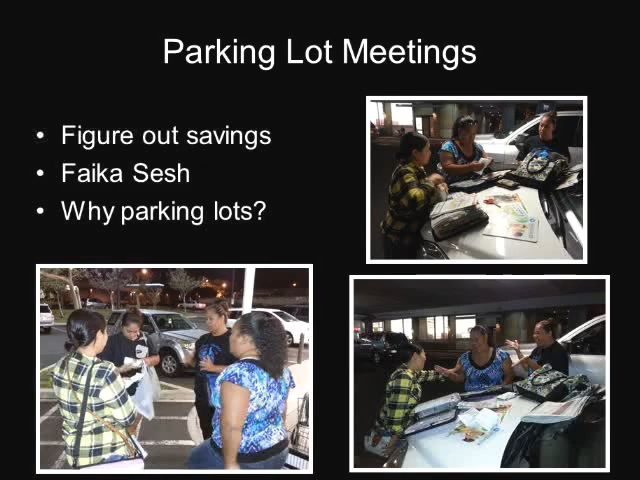 Parking Lot Meetings
• Figure out savings
• Faika Sesh
• Why parking lots?